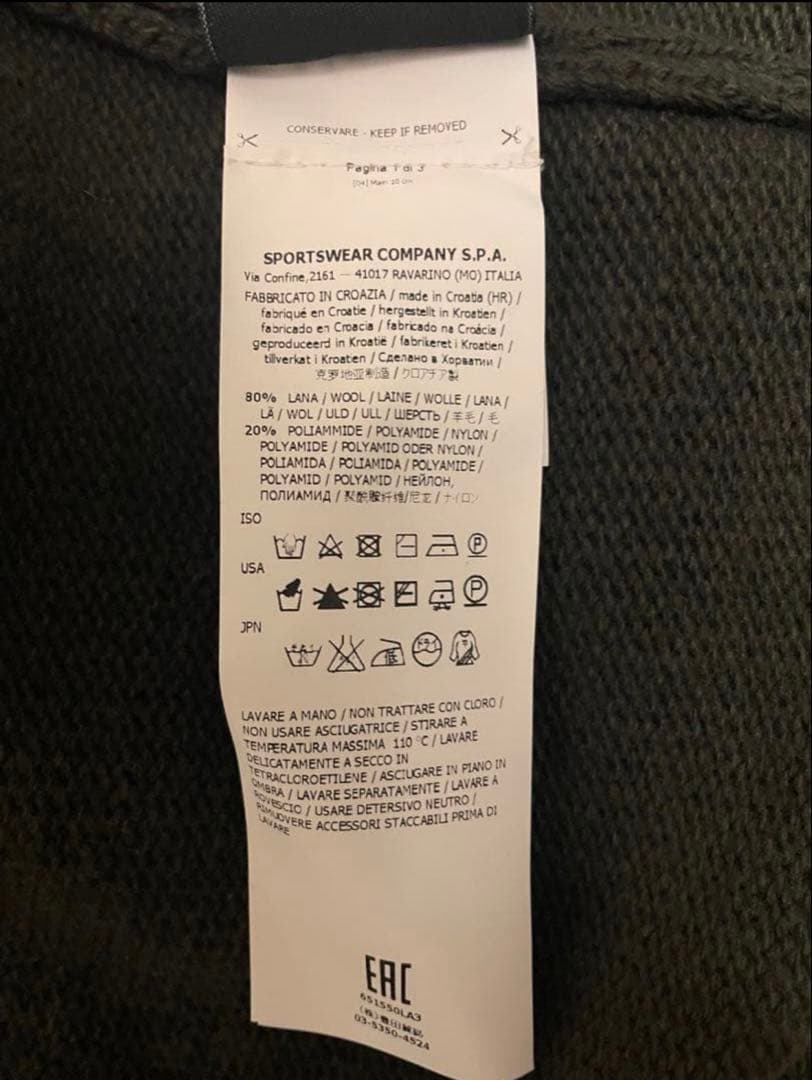 CONSERVARE - KEEP IF REMOVED
Pagina 1 di 3
SPORTSWEAR COMPANY S.P.A.
Via Confine,2161 — 41017 RAVARINO (MO) ITALIA
FABBRICATO IN CROAZIA / made in Croatia (HR) /
fabriqué en Croatie / hergestellt in Kroatien /
fabricado en Croacia / fabricado na Croácia /
geproduceerd in Kroatië / fabrikeret i Kroatien /
tillverkat i Kroatien / Сделано в Хорватии /
克罗地亚制造 / クロアチア製
80% LANA / WOOL / LAINE / WOLLE / LANA /
LÃ / WOL / ULD / ULL / ШЕРСТЬ / 羊毛 / 毛
20% POLIAMMIDE / POLYAMIDE / NYLON /
POLYAMIDE / POLYAMID ODER NYLON /
POLIAMIDA / POLIAMIDA / POLYAMIDE /
POLYAMID / POLYAMID / НЕЙЛОН,
ПОЛИАМИД / 聚酰胺纤维/尼龙 / ナイロン
ISO
P
USA
P
JPN
低
LAVARE A MANO / NON TRATTARE CON CLORO /
NON USARE ASCIUGATRICE / STIRARE A
TEMPERATURA MASSIMA 110 °C / LAVARE
DELICATAMENTE A SECCO IN
TETRACLOROETILENE / ASCIUGARE IN PIANO IN
OMBRA / LAVARE SEPARATAMENTE / LAVARE A
ROVESCIO / USARE DETERSIVO NEUTRO /
RIMUOVERE ACCESSORI STACCABILI PRIMA DI
LAVARE
EAC
651550LA3
03-5350-4524